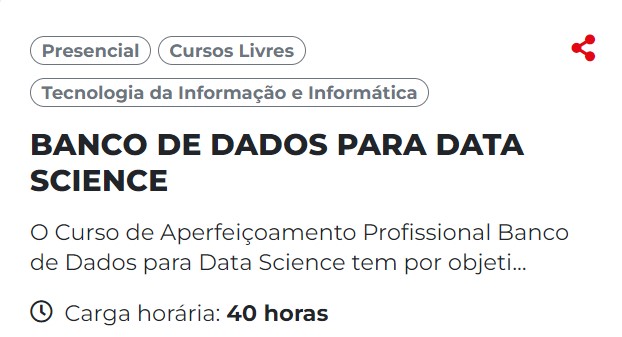 Presencial Cursos Livres
Tecnologia da Informação e Informática
BANCO DE DADOS PARA DATA
SCIENCE
O Curso de Aperfeiçoamento Profissional Banco
de Dados para Data Science tem por objeti...
Carga horária: 40 horas